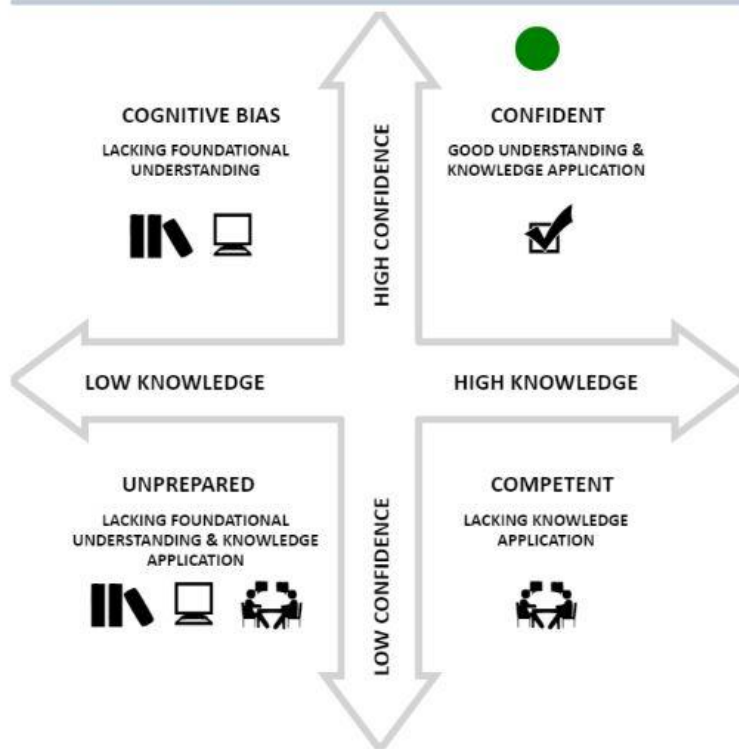 COGNITIVE BIAS
LACKING FOUNDATIONAL
UNDERSTANDING
HIGH CONFIDENCE
CONFIDENT
GOOD UNDERSTANDING &
KNOWLEDGE APPLICATION
LOW KNOWLEDGE
HIGH KNOWLEDGE
UNPREPARED
LACKING FOUNDATIONAL
UNDERSTANDING & KNOWLEDGE
APPLICATION
LOW CONFIDENCE
COMPETENT
LACKING KNOWLEDGE
APPLICATION